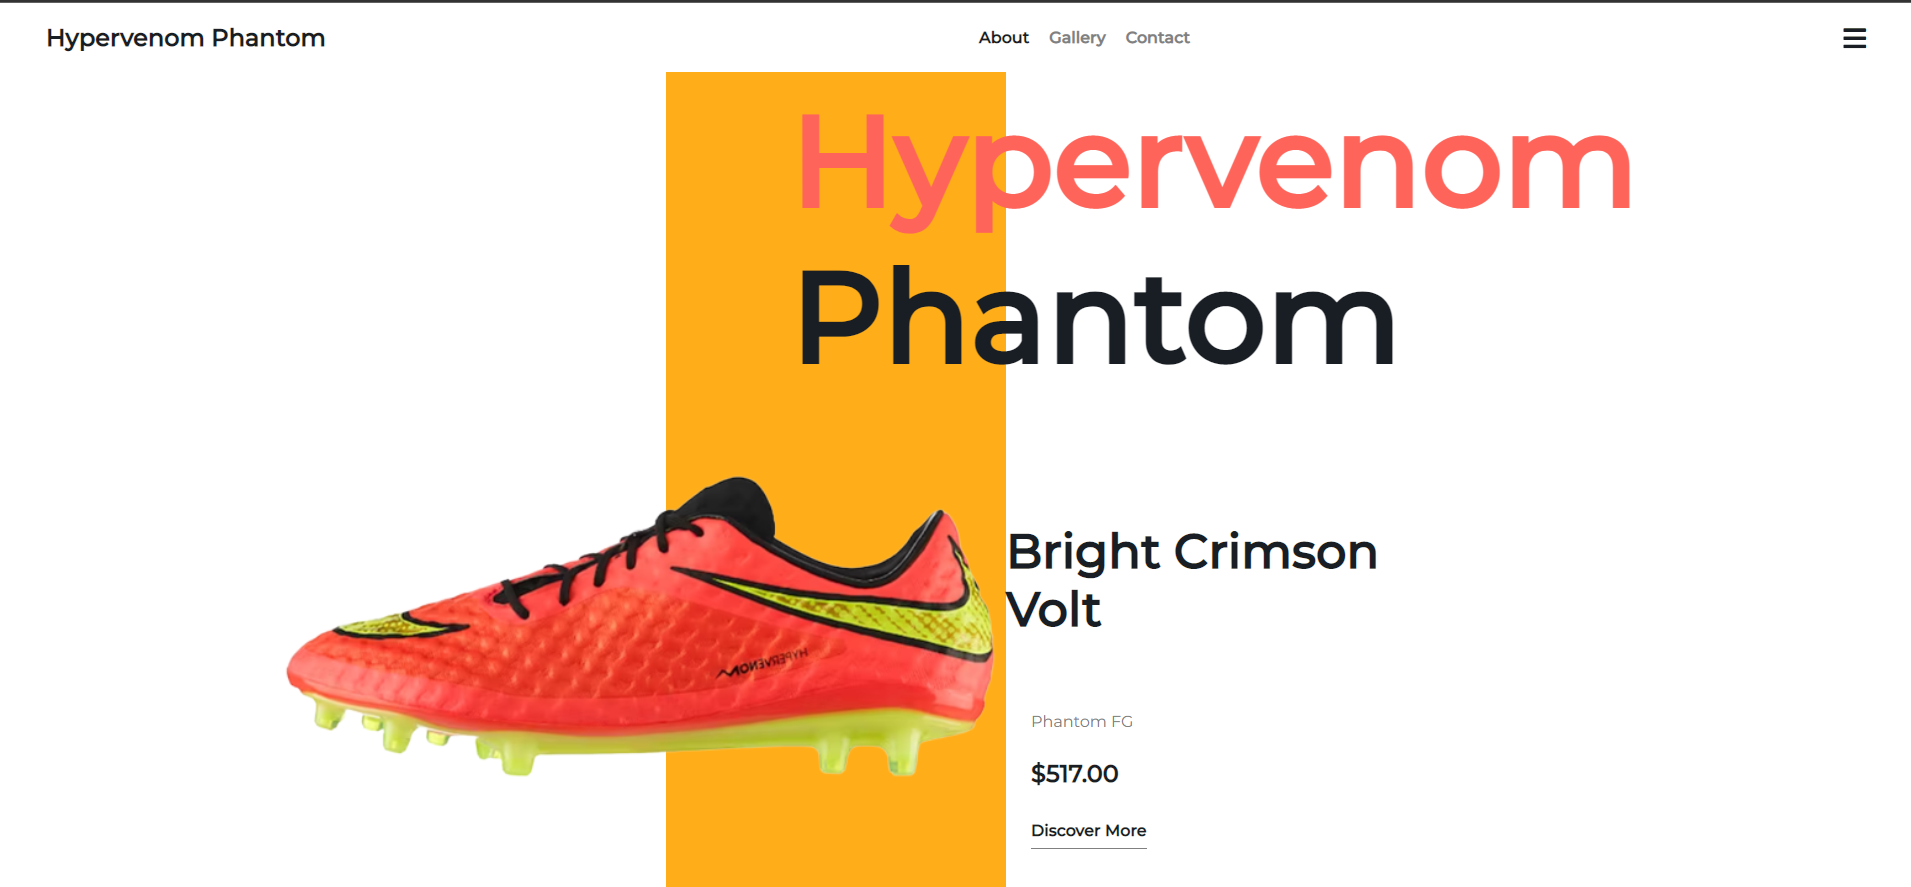 Hypervenom Phantom
About Gallery Contact
Hypervenom
Phantom
Bright Crimson
Volt
HYPERVENOM
Phantom FG
$517.00
Discover More